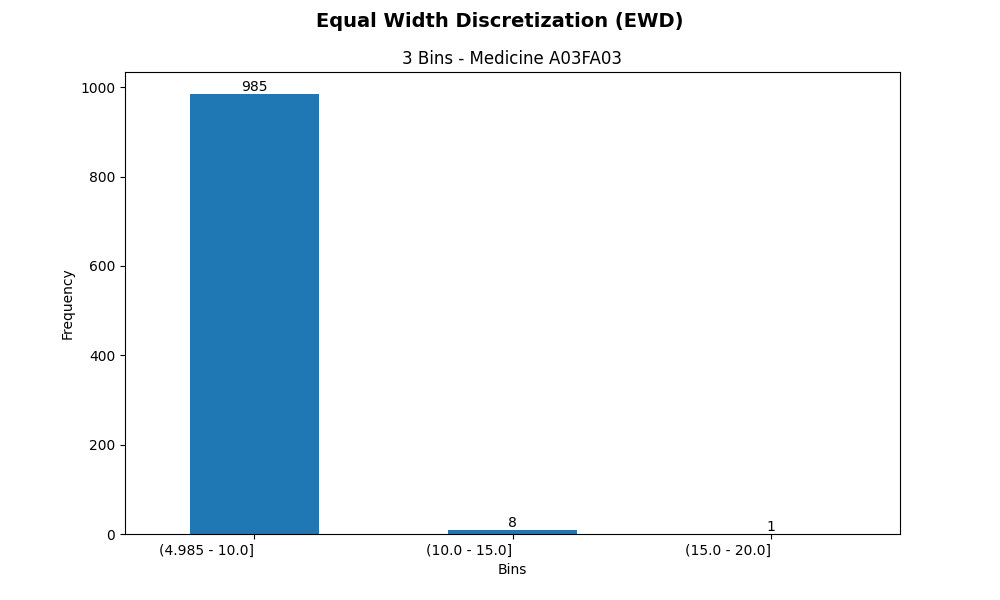 Equal Width Discretization (EWD)
3 Bins - Medicine A03FA03
1000
800
600
400
200
0
Frequency
985
8
1
(4.985 - 10.0]
(10.0 - 15.0]
(15.0 - 20.0]
Bins